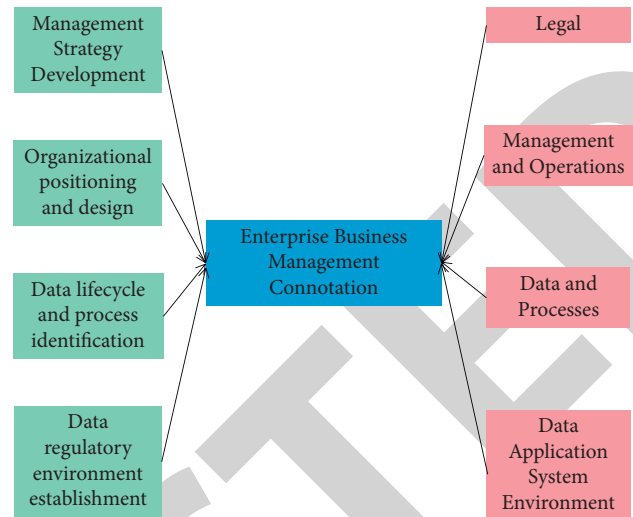 Management
Strategy
Development
Organizational
positioning
and design
Data lifecycle
and process
identification
Data
regulatory
environment
establishment
Enterprise Business
Management
Connotation
Legal
Management
and Operations
Data and
Processes
Data
Application
System
Environment